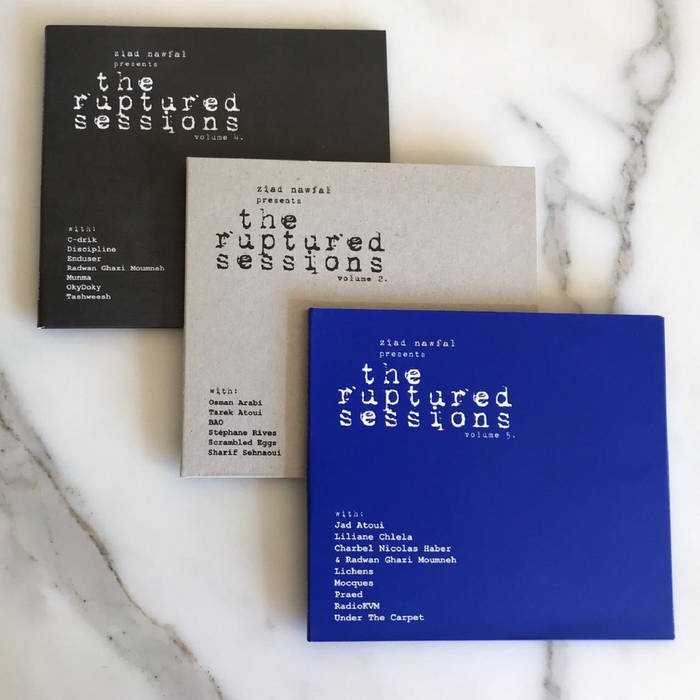 ziad nawfal
presents
the
ruptured
sessions
volume 4.
with:
C-drik
Discipline
Enduser
Radwan Ghazi Moumneh
Munma
OkyDoky
Tashweesh
ziad nawfal
presents
the
ruptured
sessions
volume 2.
with:
Osman Arabi
Tarek Atoui
BAO
Stéphane Rives
Scrambled Eggs
Sharif Sehnaoui
ziad nawfal
presents
the
ruptured
sessions
volume 5.
with:
Jad Atoui
Liliane Chlela
Charbel Nicolas Haber
& Radwan Ghazi Moumneh
Lichens
Mocques
Praed
RadioKVM
Under The Carpet